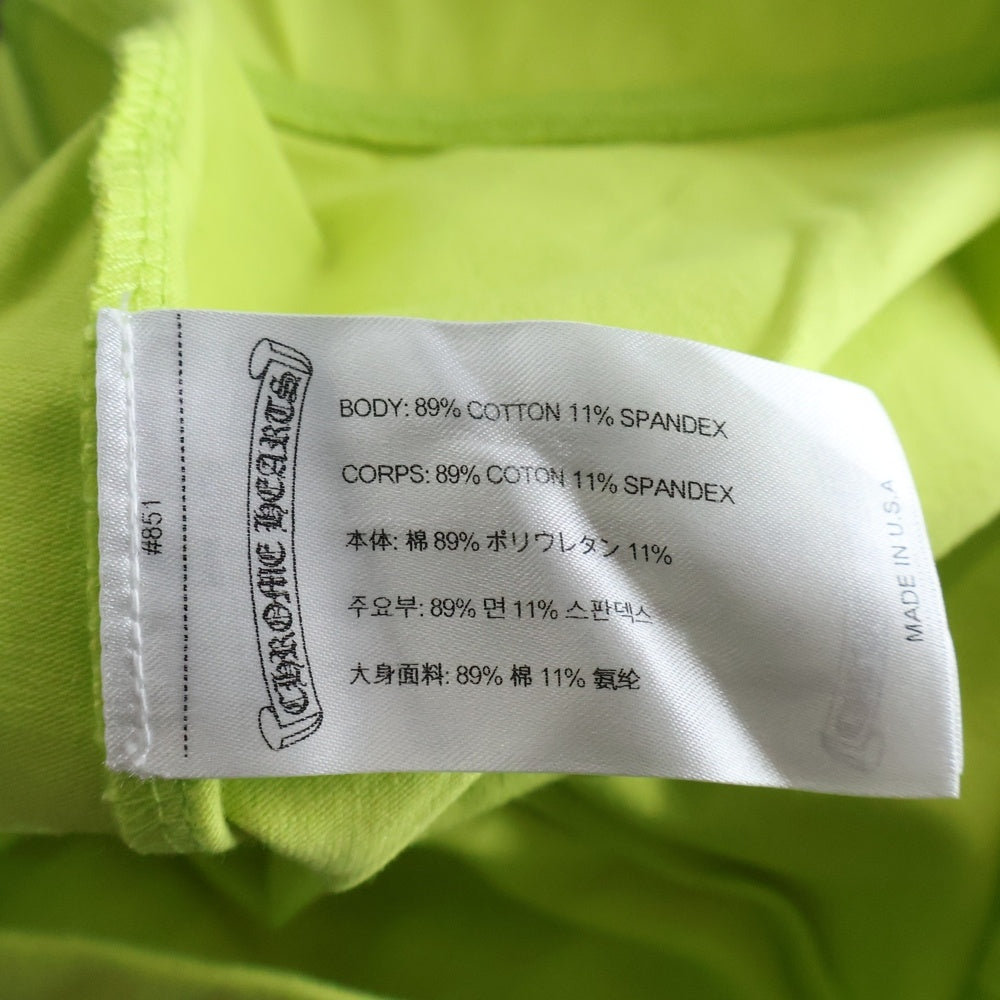 #851
CHROME HEARTS
BODY: 89% COTTON 11% SPANDEX
CORPS: 89% COTON 11% SPANDEX
本体: 棉 89% ポリウレタン 11%
주요부: 89% 면 11% 스판덱스
大身面料: 89% 棉 11% 氨纶
MADE IN U.S.A